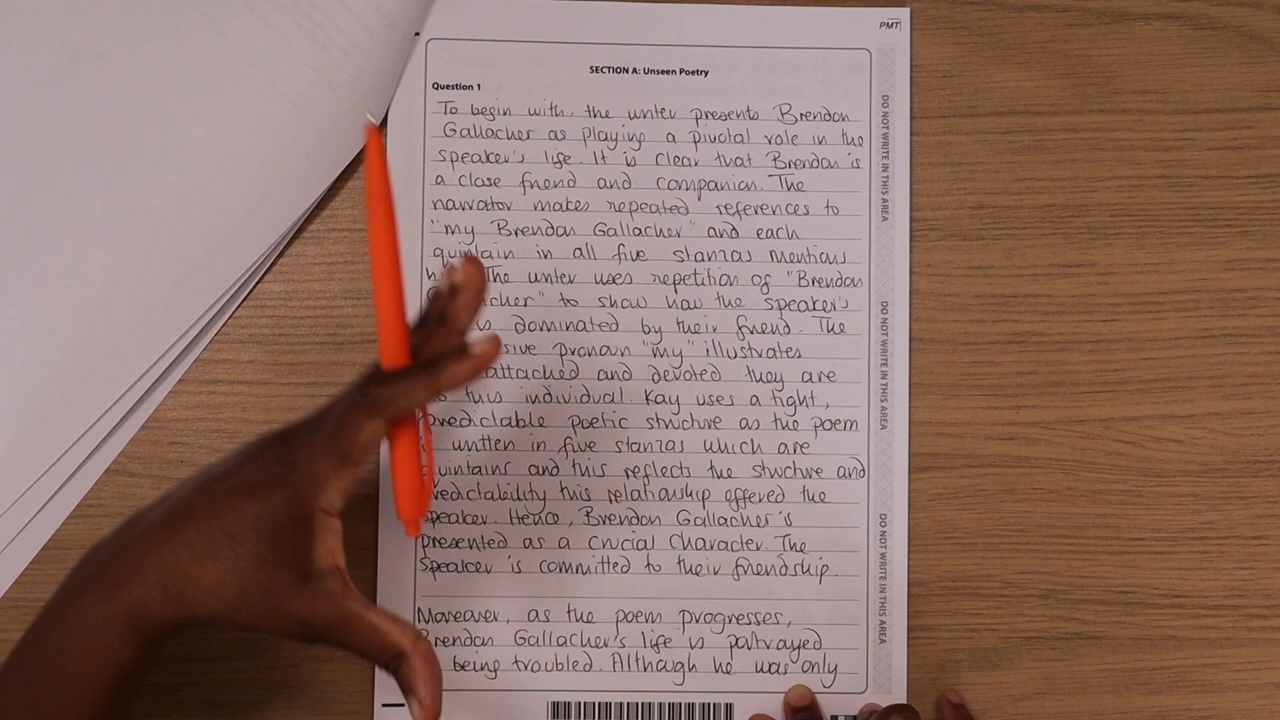 PMT
SECTION A: Unseen Poetry
Question 1
To begin with, the writer presents Brendon
Gallacher as playing a pivotal role in the
speaker's life. It is clear that Brendon is
a close friend and companion. The
narrator makes repeated references to
"my Brendon Gallacher" and each
quintain in all five stanzas mentions
The writer uses repetition of "Brendon
acher" to show how the speaker's
is dominated by their friend. The
sive pronoun "my" illustrates
attached and devoted they are
this individual. Kay uses a tight,
predictable poetic structure as the poem
written in five stanzas which are
quintains and this reflects the structure and
predictability this relationship offered the
speaker. Hence, Brendon Gallacher is
presented as a crucial character. The
speaker is committed to their friendship.
Moreover, as the poem progresses,
Brendon Gallacher's life is portrayed
being troubled. Although he was only
DO NOT WRITE IN THIS AREA
DO NOT WRITE IN THIS AREA
DO NOT WRITE IN THIS AREA